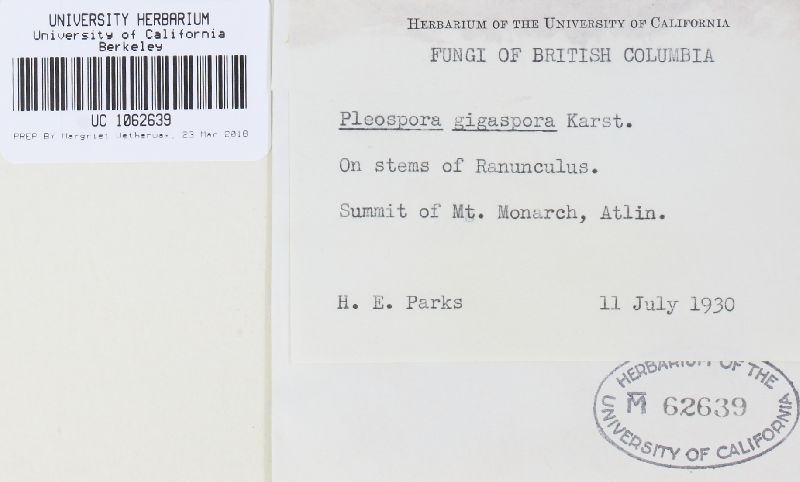 UNIVERSITY HERBARIUM
University of California
Berkeley
UC 1062639
PREP BY Margriet Wetherwax, 23 Mar 2018
HERBARIUM OF THE UNIVERSITY OF CALIFORNIA
FUNGI OF BRITISH COLUMBIA
Pleospora gigaspora Karst.
On stems of Ranunculus.
Summit of Mt. Monarch, Atlin.
H. E. Parks 11 July 1930
HERBARIUM OF THE
M 62639
UNIVERSITY OF CALIFORNIA